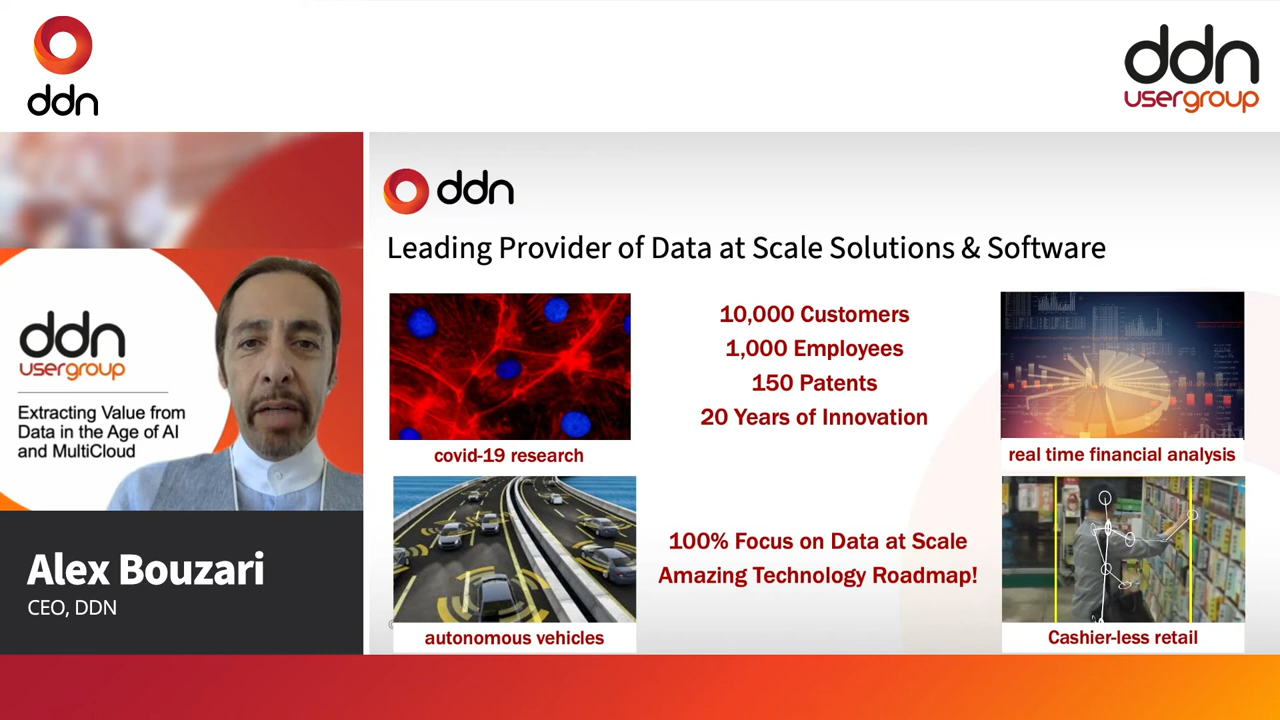 ddn
ddn
usergroup
ddn
usergroup
Extracting Value from
Data in the Age of AI
and MultiCloud
Alex Bouzari
CEO, DDN
ddn
Leading Provider of Data at Scale Solutions & Software
covid-19 research
10,000 Customers
1,000 Employees
150 Patents
20 Years of Innovation
real time financial analysis
autonomous vehicles
100% Focus on Data at Scale
Amazing Technology Roadmap!
Cashier-less retail